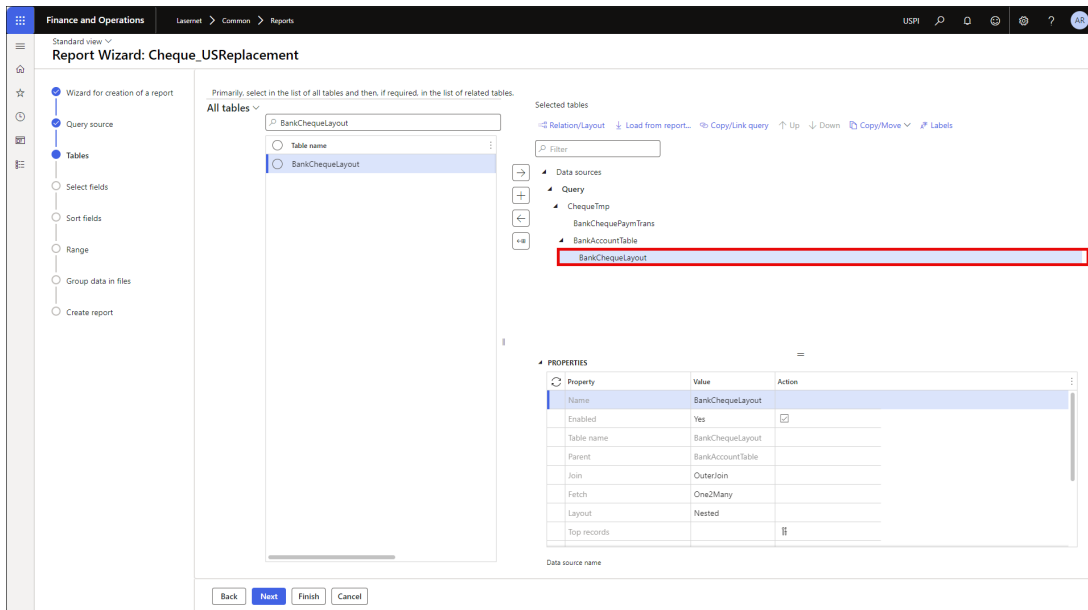 Finance and Operations
Lasernet > Common > Reports
USPI
AR
Standard view
Report Wizard: Cheque_USReplacement
Wizard for creation of a report
Query source
Tables
Select fields
Sort fields
Range
Group data in files
Create report
Primarily, select in the list of all tables and then, if required, in the list of related tables.
All tables
BankChequeLayout
Table name
BankChequeLayout
Selected tables
Relation/Layout Load from report... Copy/Link query Up Down Copy/Move Labels
Filter
Data sources
Query
ChequeTmp
BankChequePaymTrans
BankAccountTable
BankChequeLayout
PROPERTIES
Property Value Action
Name BankChequeLayout
Enabled Yes
Table name BankChequeLayout
Parent BankAccountTable
Join OuterJoin
Fetch One2Many
Layout Nested
Top records
Data source name
Back Next Finish Cancel